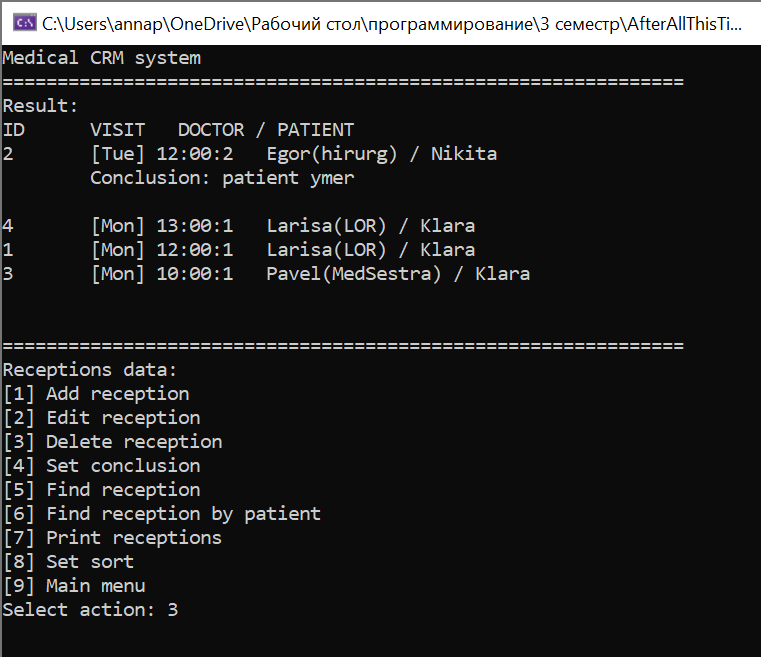 C:\Users\annap\OneDrive\Рабочий стол\программирование\3 семестр\AfterAllThisTi...
Medical CRM system
==============================================================
Result:
ID      VISIT   DOCTOR / PATIENT
2       [Tue] 12:00:2   Egor(hirurg) / Nikita
        Conclusion: patient ymer
4       [Mon] 13:00:1   Larisa(LOR) / Klara
1       [Mon] 12:00:1   Larisa(LOR) / Klara
3       [Mon] 10:00:1   Pavel(MedSestra) / Klara
==============================================================
Receptions data:
[1] Add reception
[2] Edit reception
[3] Delete reception
[4] Set conclusion
[5] Find reception
[6] Find reception by patient
[7] Print receptions
[8] Set sort
[9] Main menu
Select action: 3